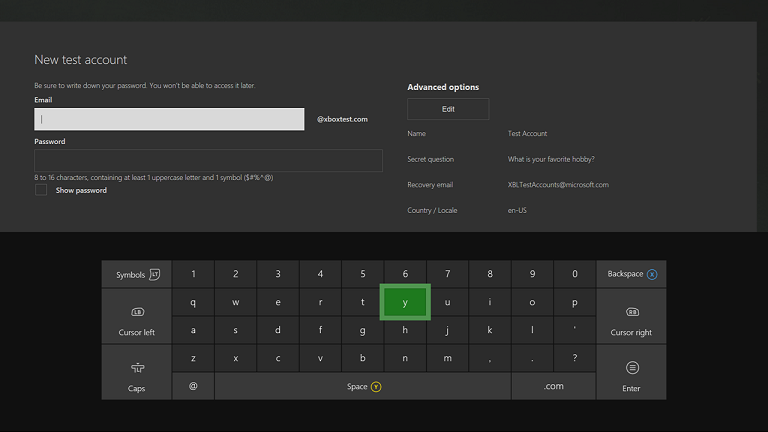 New test account
Be sure to write down your password. You won't be able to access it later.
Email
@xboxtest.com
Password
8 to 16 characters, containing at least 1 uppercase letter and 1 symbol ($#%^@)
Show password
Advanced options
Edit
Name Test Account
Secret question What is your favorite hobby?
Recovery email XBLTestAccounts@microsoft.com
Country / Locale en-US
Symbols LT 1 2 3 4 5 6 7 8 9 0 Backspace X
LB q w e r t y u i o p RB
Cursor left a s d f g h j k l ' Cursor right
z x c v b n m , . ?
Caps @ Space Y .com Enter